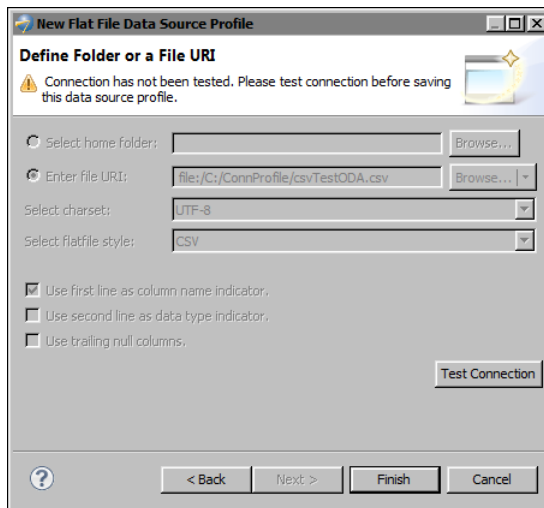 New Flat File Data Source Profile
Define Folder or a File URI
Connection has not been tested. Please test connection before saving
this data source profile.
Select home folder: Browse...
Enter file URI: file:/C:/ConnProfile/csvTestODA.csv Browse...
Select charset: UTF-8
Select flatfile style: CSV
Use first line as column name indicator.
Use second line as data type indicator.
Use trailing null columns.
Test Connection
? < Back Next > Finish Cancel